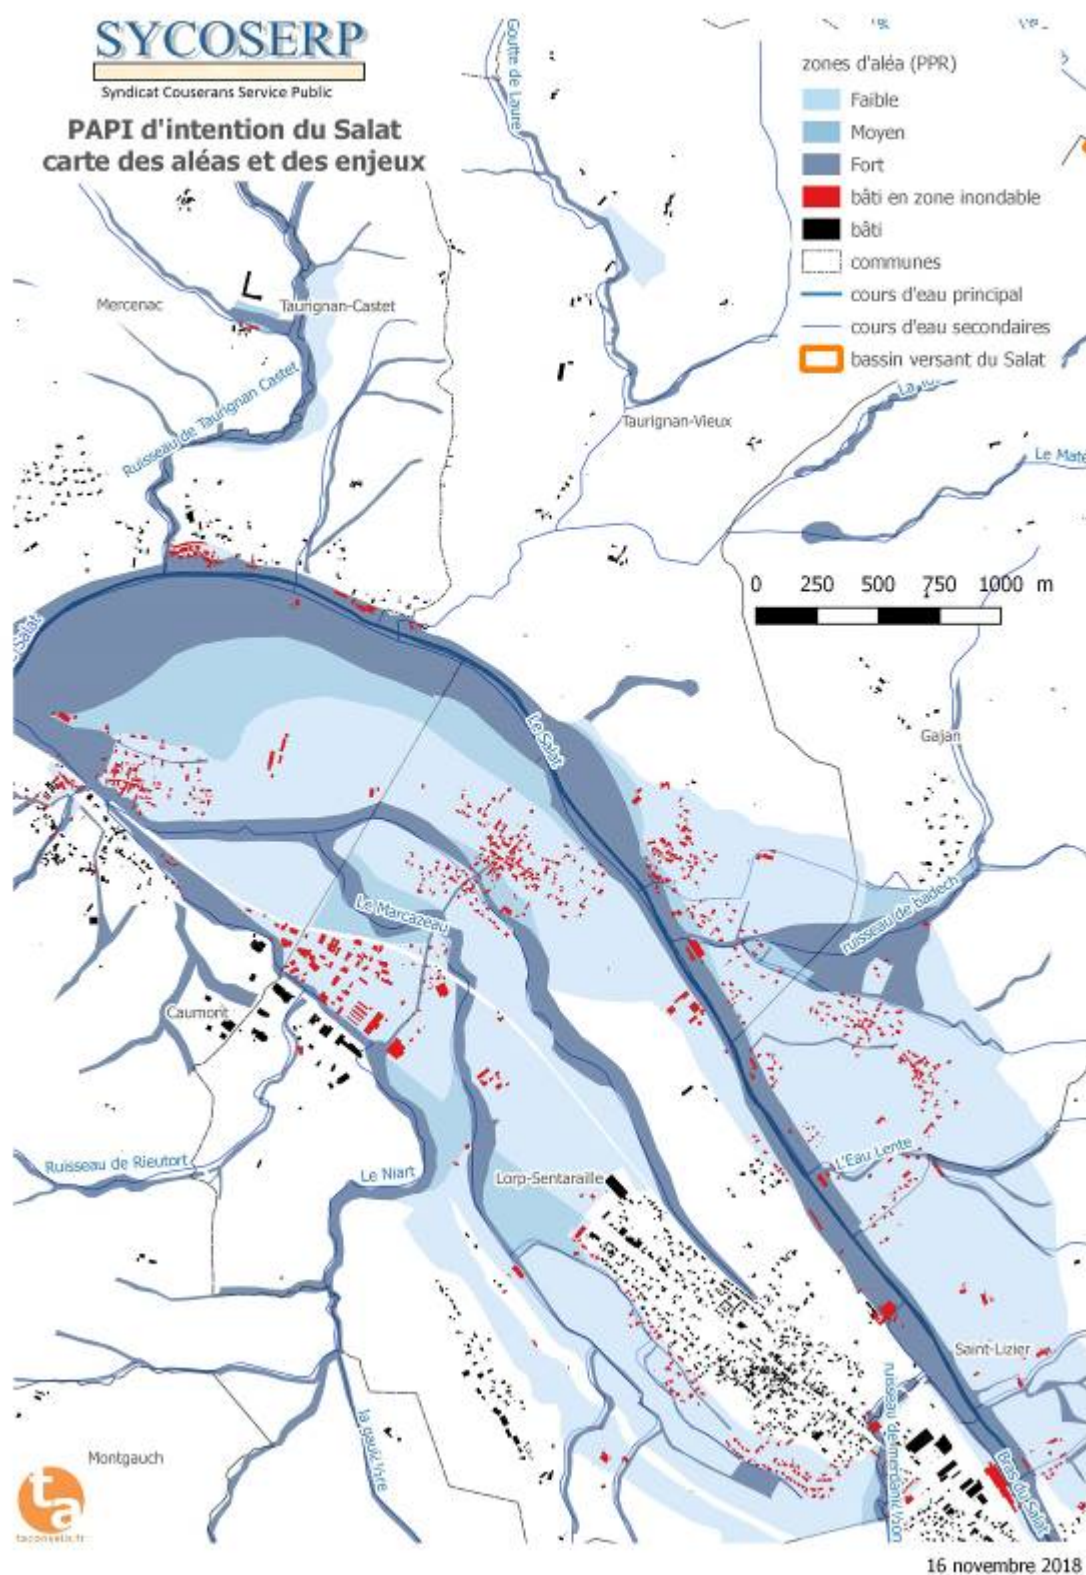 SYCOSERP
Syndicat Couserans Service Public
PAPI d'intention du Salat
carte des aléas et des enjeux
Goutte de Laure
zones d'aléa (PPR)
Faible
Moyen
Fort
bâti en zone inondable
bâti
communes
cours d'eau principal
cours d'eau secondaires
bassin versant du Salat
Mercenac
Taurignan-Castet
Ruisseau de Taurignan Castet
Taurignan-Vieux
Le Mate
0 250 500 750 1000 m
Salat
Le Salat
Gajan
Le Marcazeau
ruisseau de badech
Caumont
Ruisseau de Rieutort
Le Niart
Lorp-Sentaraille
L'Eau Lente
Saint-Lizier
Montgauch
Bras du Salat
ta
taconseils.fr
16 novembre 2018